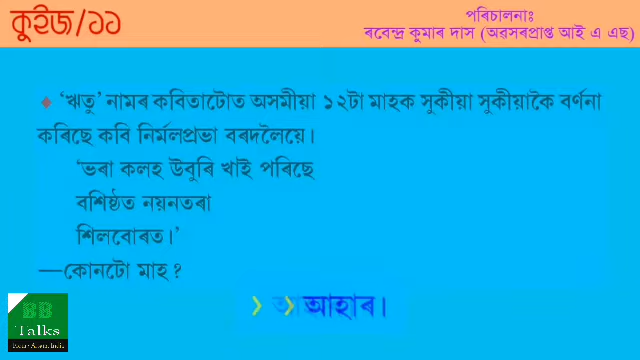 কুইজ/১১
পৰিচালনাঃ
ৰবেন্দ্ৰ কুমাৰ দাস (অৱসৰপ্ৰাপ্ত আই এ এছ)
‘ঋতু’ নামৰ কবিতাটোত অসমীয়া ১২টা মাহক সুকীয়া সুকীয়াকৈ বৰ্ণনা
কৰিছে কবি নিৰ্মলপ্ৰভা বৰদলৈয়ে।
‘ভৰা কলহ উবুৰি খাই পৰিছে
বশিষ্ঠত নয়নতৰা
শিলবোৰত।’
—কোনটো মাহ?
আহাৰ।
BB
Talks